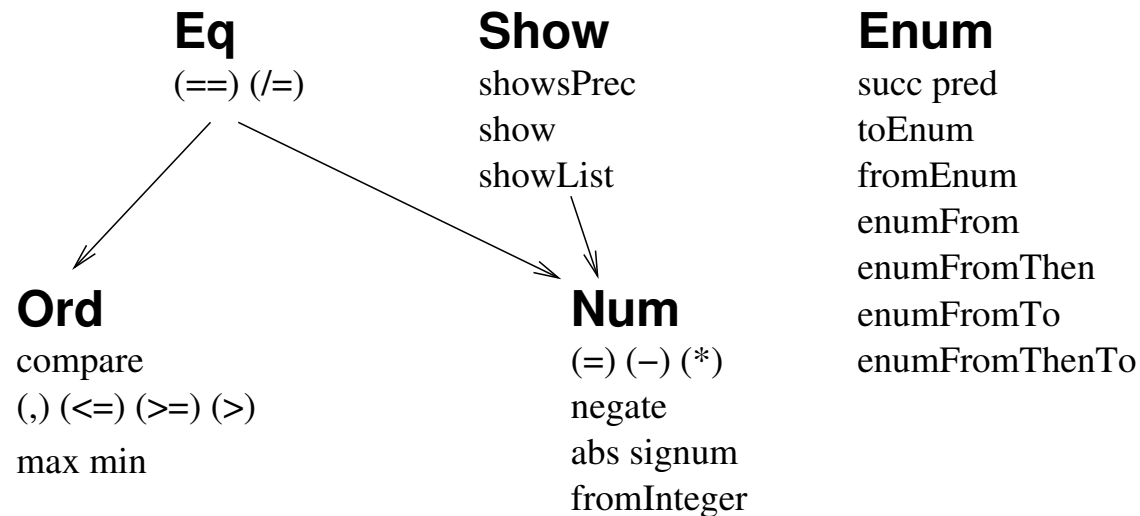 Eq
(==) (/=)
Show
showsPrec
show
showList
Enum
succ pred
toEnum
fromEnum
enumFrom
enumFromThen
enumFromTo
enumFromThenTo
Ord
compare
(,) (<=) (>=) (>)
max min
Num
(=) (−) (*)
negate
abs signum
fromInteger